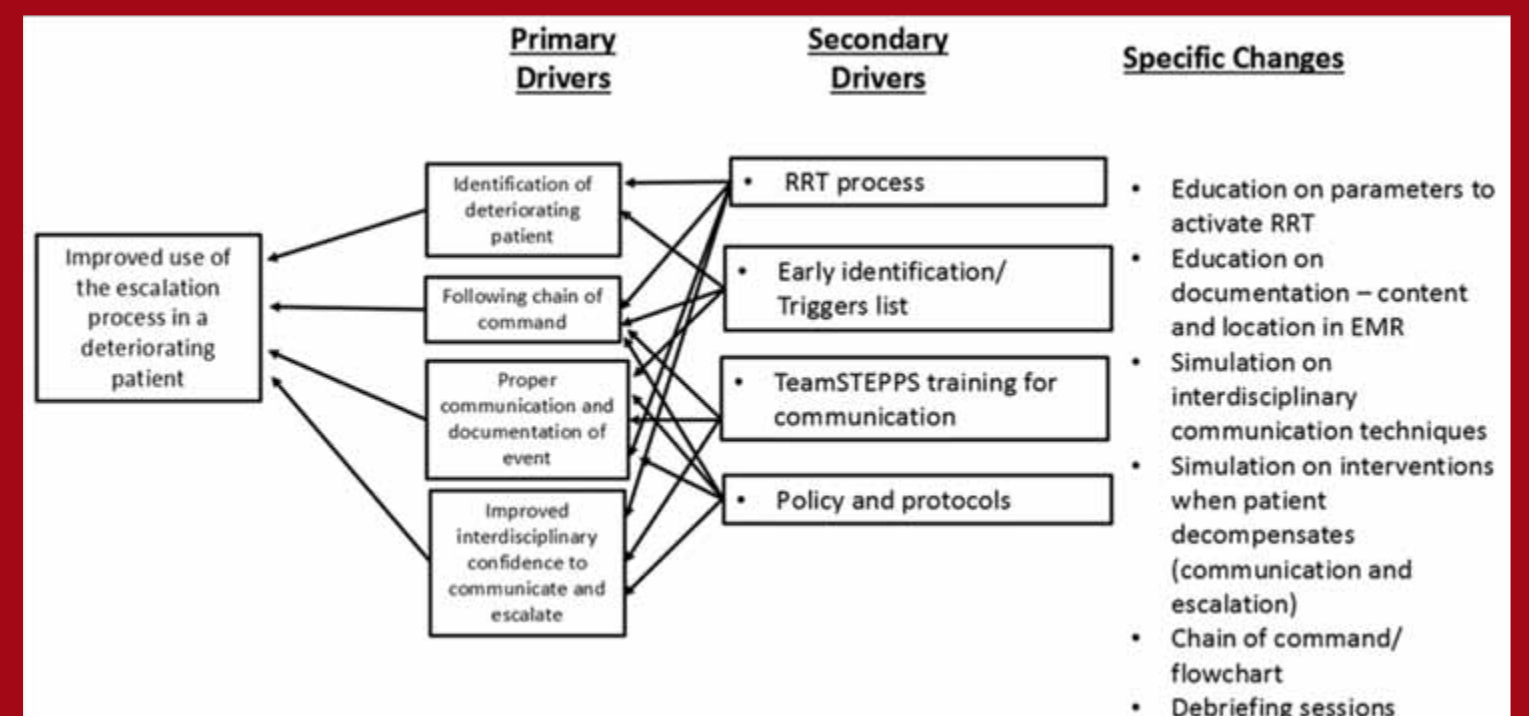 Primary
Drivers
Secondary
Drivers
Specific Changes
Improved use of
the escalation
process in a
deteriorating
patient
Identification of
deteriorating
patient
Following chain of
command
Proper
communication and
documentation of
event
Improved
interdisciplinary
confidence to
communicate and
escalate
• RRT process
• Early identification/
Triggers list
• TeamSTEPPS training for
communication
• Policy and protocols
• Education on parameters to
activate RRT
• Education on
documentation – content
and location in EMR
• Simulation on
interdisciplinary
communication techniques
• Simulation on interventions
when patient
decompensates
(communication and
escalation)
• Chain of command/
flowchart
• Debriefing sessions